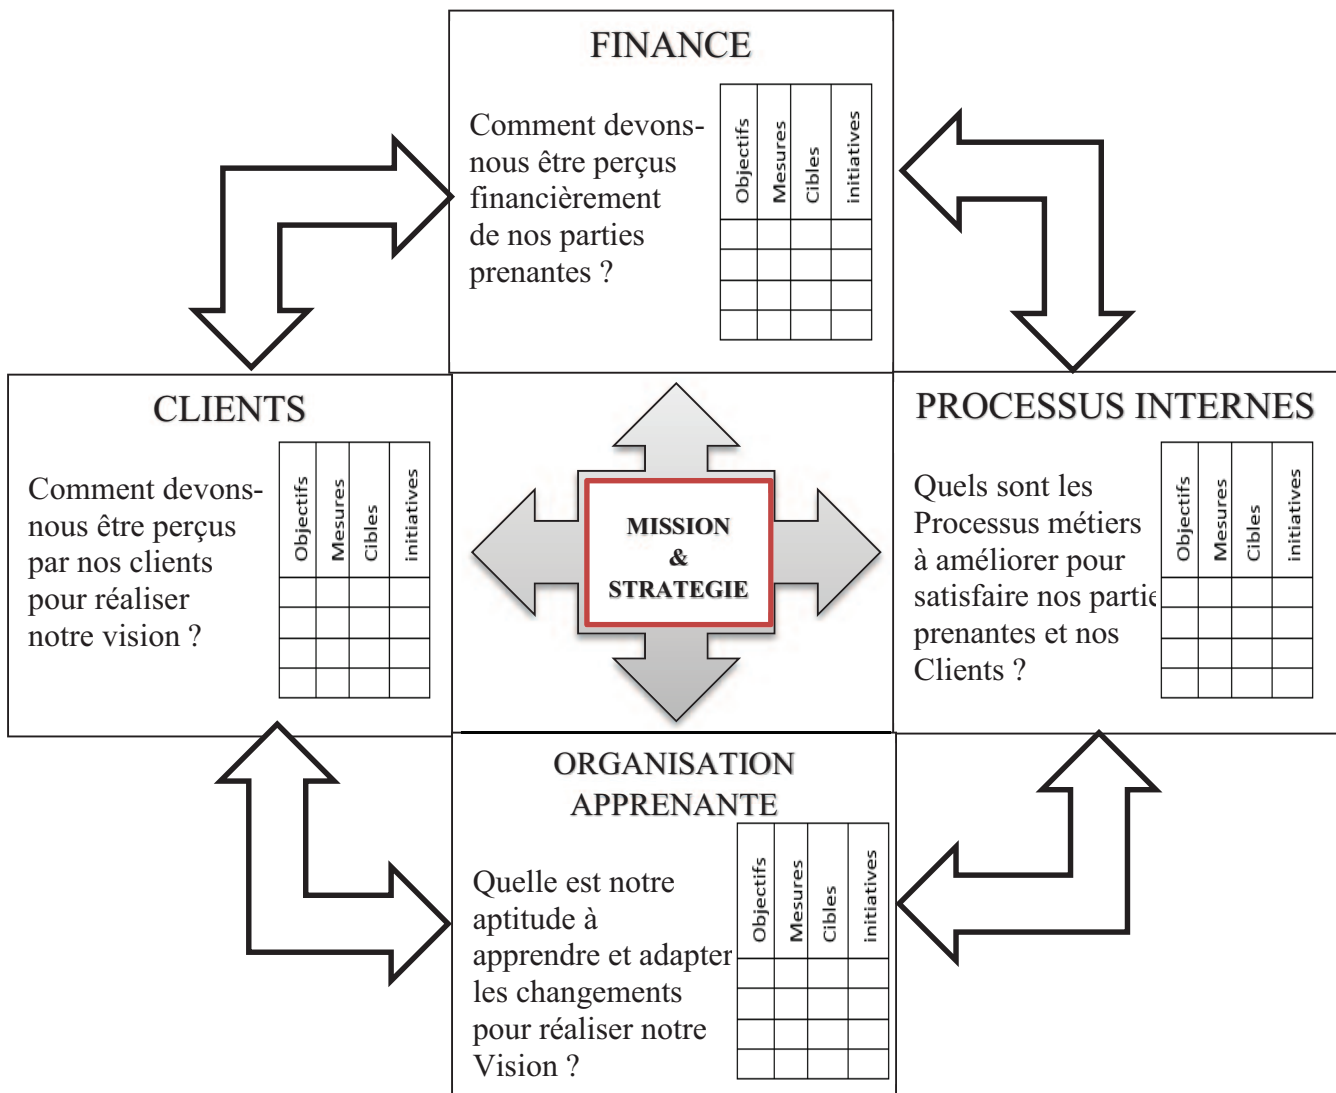 FINANCE
Comment devons-
nous être perçus
financièrement
de nos parties
prenantes ?
Objectifs
Mesures
Cibles
initiatives
CLIENTS
Comment devons-
nous être perçus
par nos clients
pour réaliser
notre vision ?
Objectifs
Mesures
Cibles
initiatives
MISSION
&
STRATEGIE
PROCESSUS INTERNES
Quels sont les
Processus métiers
à améliorer pour
satisfaire nos partie
prenantes et nos
Clients ?
Objectifs
Mesures
Cibles
initiatives
ORGANISATION
APPRENANTE
Quelle est notre
aptitude à
apprendre et adapter
les changements
pour réaliser notre
Vision ?
Objectifs
Mesures
Cibles
initiatives